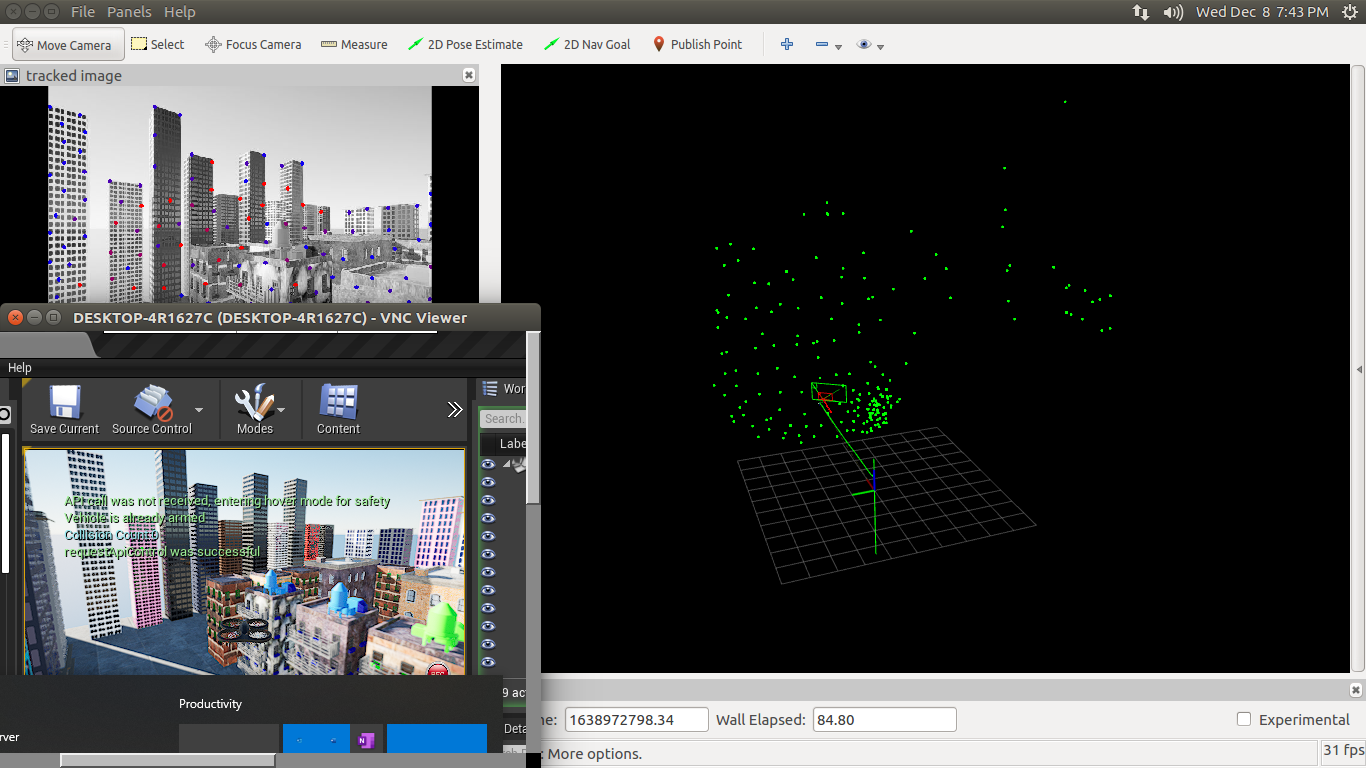 File Panels Help
Wed Dec 8 7:43 PM
Move Camera Select Focus Camera Measure 2D Pose Estimate 2D Nav Goal Publish Point
tracked image
DESKTOP-4R1627C (DESKTOP-4R1627C) - VNC Viewer
Help
Save Current Source Control Modes Content
Wor
Search.
Labe
API call was not received, entering hover mode for safety
Vehicle is already armed
Collision Count:0
requestApiControl was successful
REC
9 ac
Productivity
rver
N
Deta
ne: 1638972798.34 Wall Elapsed: 84.80 Experimental
: More options.
31 fps